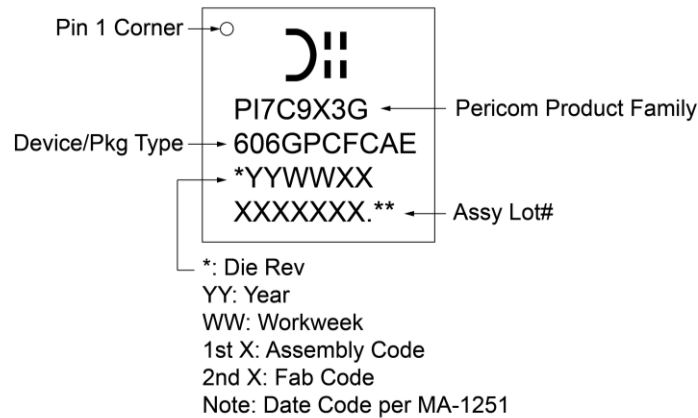 Pin 1 Corner
PI7C9X3G
Pericom Product Family
Device/Pkg Type
606GPCFCAE
*YYWWXX
XXXXXXX.**
Assy Lot#
*: Die Rev
YY: Year
WW: Workweek
1st X: Assembly Code
2nd X: Fab Code
Note: Date Code per MA-1251